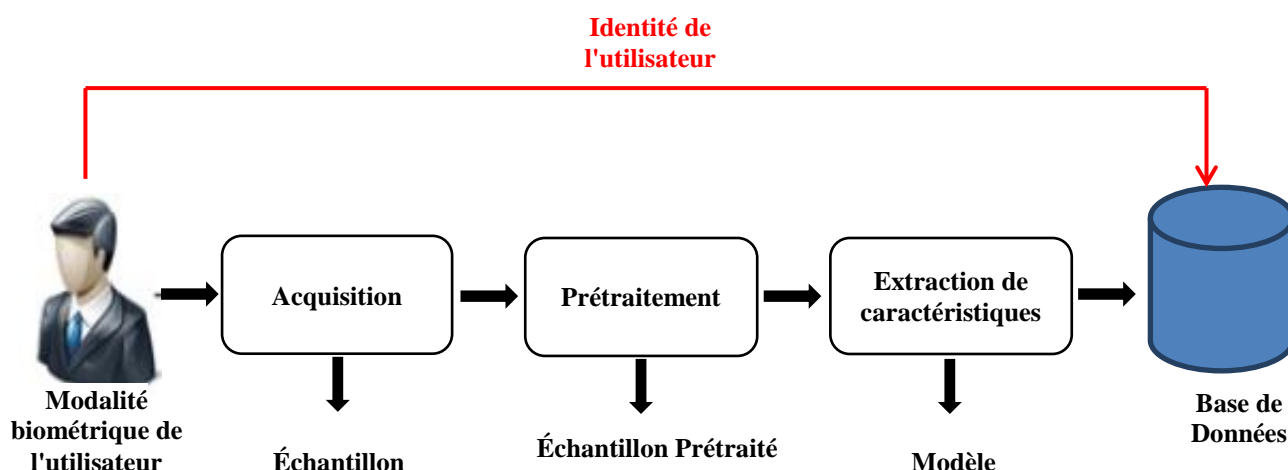 Identité de
l'utilisateur
Acquisition
Prétraitement
Extraction de
caractéristiques
Modalité
biométrique de
l'utilisateur
Échantillon
Échantillon Prétraité
Modèle
Base de
Données